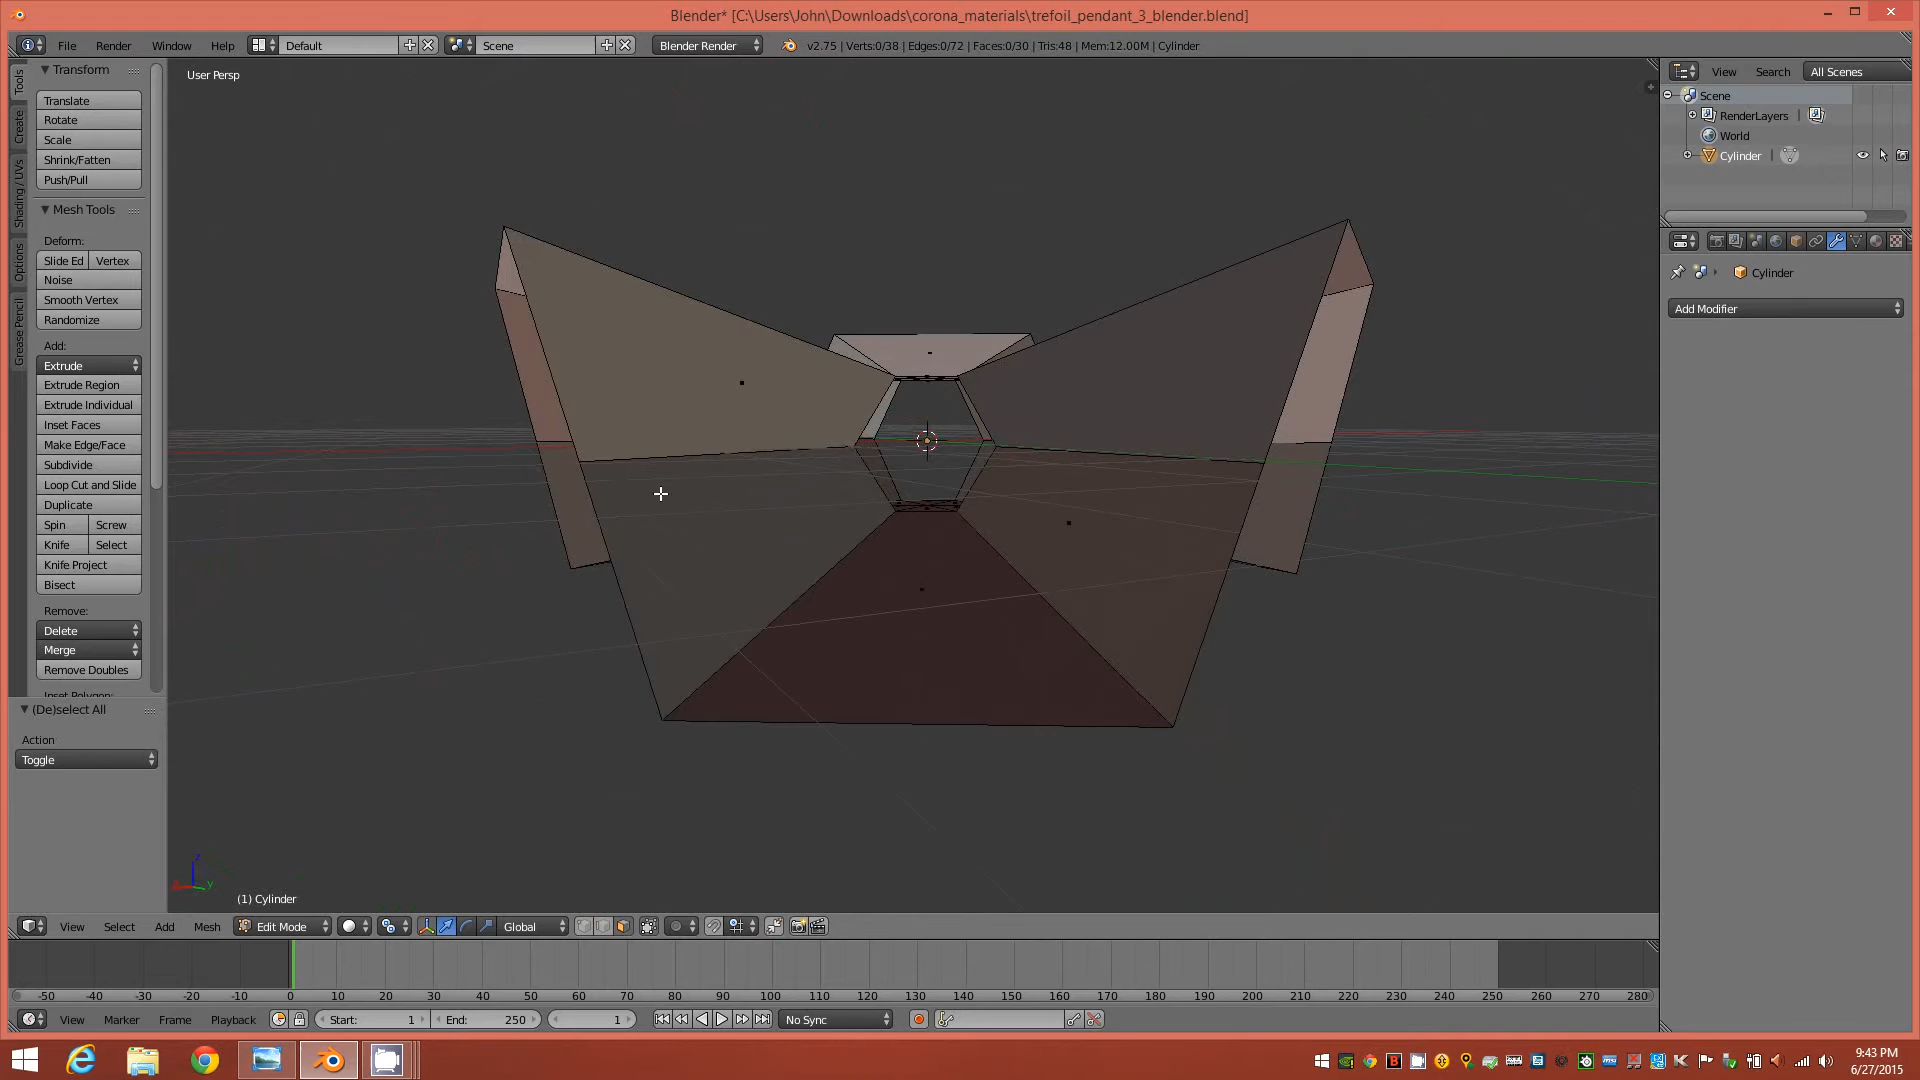 Blender* [C:\Users\John\Downloads\corona_materials\trefoil_pendant_3_blender.blend]
File Render Window Help Default Scene Blender Render v2.75 | Verts:0/38 | Edges:0/72 | Faces:0/30 | Tris:48 | Mem:12.00M | Cylinder
Tools
Create
Shading / UVs
Options
Grease Pencil
Transform
Translate
Rotate
Scale
Shrink/Fatten
Push/Pull
Mesh Tools
Deform:
Slide Ed Vertex
Noise
Smooth Vertex
Randomize
Add:
Extrude
Extrude Region
Extrude Individual
Inset Faces
Make Edge/Face
Subdivide
Loop Cut and Slide
Duplicate
Spin Screw
Knife Select
Knife Project
Bisect
Remove:
Delete
Merge
Remove Doubles
Inset Polygon:
(De)select All
Action
Toggle
User Persp
z
y
(1) Cylinder
View Search All Scenes
Scene
RenderLayers |
World
Cylinder |
Cylinder
Add Modifier
View Select Add Mesh Edit Mode Global
-50 -40 -30 -20 -10 0 10 20 30 40 50 60 70 80 90 100 110 120 130 140 150 160 170 180 190 200 210 220 230 240 250 260 270 280
View Marker Frame Playback Start: 1 End: 250 1 No Sync
9:43 PM
6/27/2015